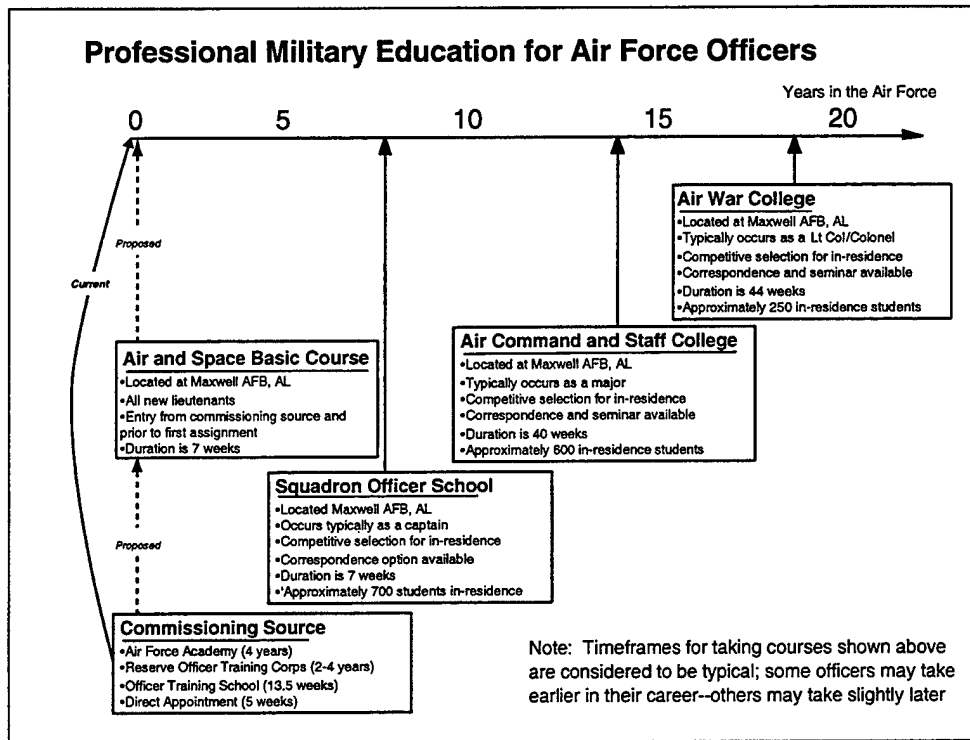 Professional Military Education for Air Force Officers
Years in the Air Force
0 5 10 15 20
Proposed
Current
Air War College
•Located at Maxwell AFB, AL
•Typically occurs as a Lt Col/Colonel
•Competitive selection for in-residence
•Correspondence and seminar available
•Duration is 44 weeks
•Approximately 250 in-residence students
Air Command and Staff College
•Located at Maxwell AFB, AL
•Typically occurs as a major
•Competitive selection for in-residence
•Correspondence and seminar available
•Duration is 40 weeks
•Approximately 600 in-residence students
Air and Space Basic Course
•Located at Maxwell AFB, AL
•All new lieutenants
•Entry from commissioning source and
prior to first assignment
•Duration is 7 weeks
Squadron Officer School
•Located Maxwell AFB, AL
•Occurs typically as a captain
•Competitive selection for in-residence
•Correspondence option available
•Duration is 7 weeks
•'Approximately 700 students in-residence
Proposed
Commissioning Source
•Air Force Academy (4 years)
•Reserve Officer Training Corps (2-4 years)
•Officer Training School (13.5 weeks)
•Direct Appointment (5 weeks)
Note: Timeframes for taking courses shown above
are considered to be typical; some officers may take
earlier in their career--others may take slightly later